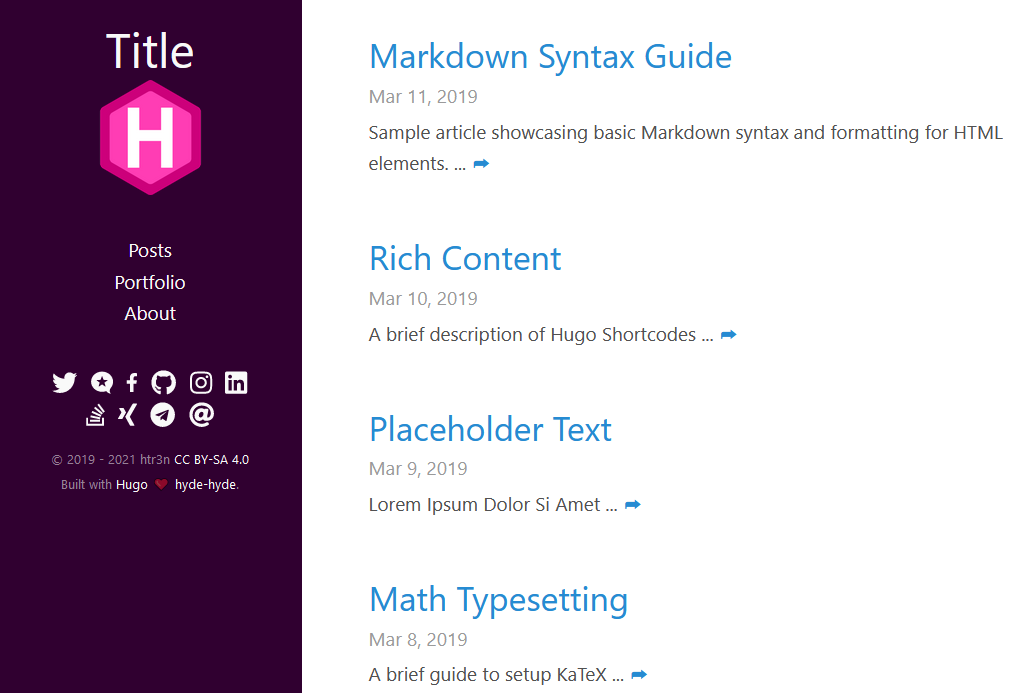 Title
H
Posts
Portfolio
About
© 2019 - 2021 htr3n CC BY-SA 4.0
Built with Hugo ❤ hyde-hyde.
Markdown Syntax Guide
Mar 11, 2019
Sample article showcasing basic Markdown syntax and formatting for HTML
elements. ... ➦
Rich Content
Mar 10, 2019
A brief description of Hugo Shortcodes ... ➦
Placeholder Text
Mar 9, 2019
Lorem Ipsum Dolor Si Amet ... ➦
Math Typesetting
Mar 8, 2019
A brief guide to setup KaTeX ... ➦